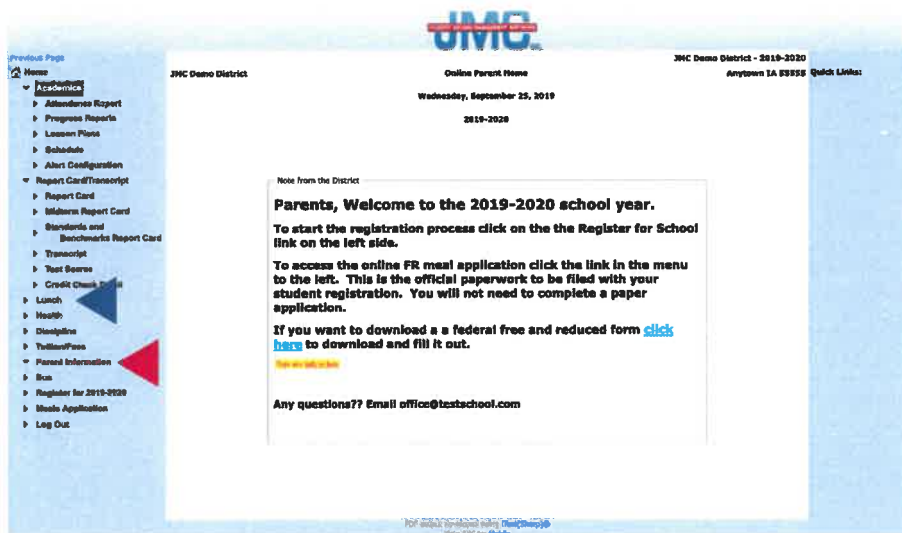 JMC
Previous Page
JMC Demo District - 2019-2020
Home
JMC Demo District
Online Parent Home
Anytown IA 55555
Quick Links:
Academics
Wednesday, September 25, 2019
Attendance Report
Progress Reports
2019-2020
Lesson Plans
Schedule
Alert Configuration
Report Card/Transcript
Report Card
Midterm Report Card
Standards and
Benchmarks Report Card
Transcript
Test Scores
Credit Check
Lunch
Health
Discipline
Tuition/Fees
Parent Information
Bus
Register for 2019-2020
Meals Application
Log Out
Note from the District
Parents, Welcome to the 2019-2020 school year.
To start the registration process click on the the Register for School
link on the left side.
To access the online FR meal application click the link in the menu
to the left. This is the official paperwork to be filed with your
student registration. You will not need to complete a paper
application.
If you want to download a a federal free and reduced form click
here to download and fill it out.
Any questions?? Email office@testschool.com